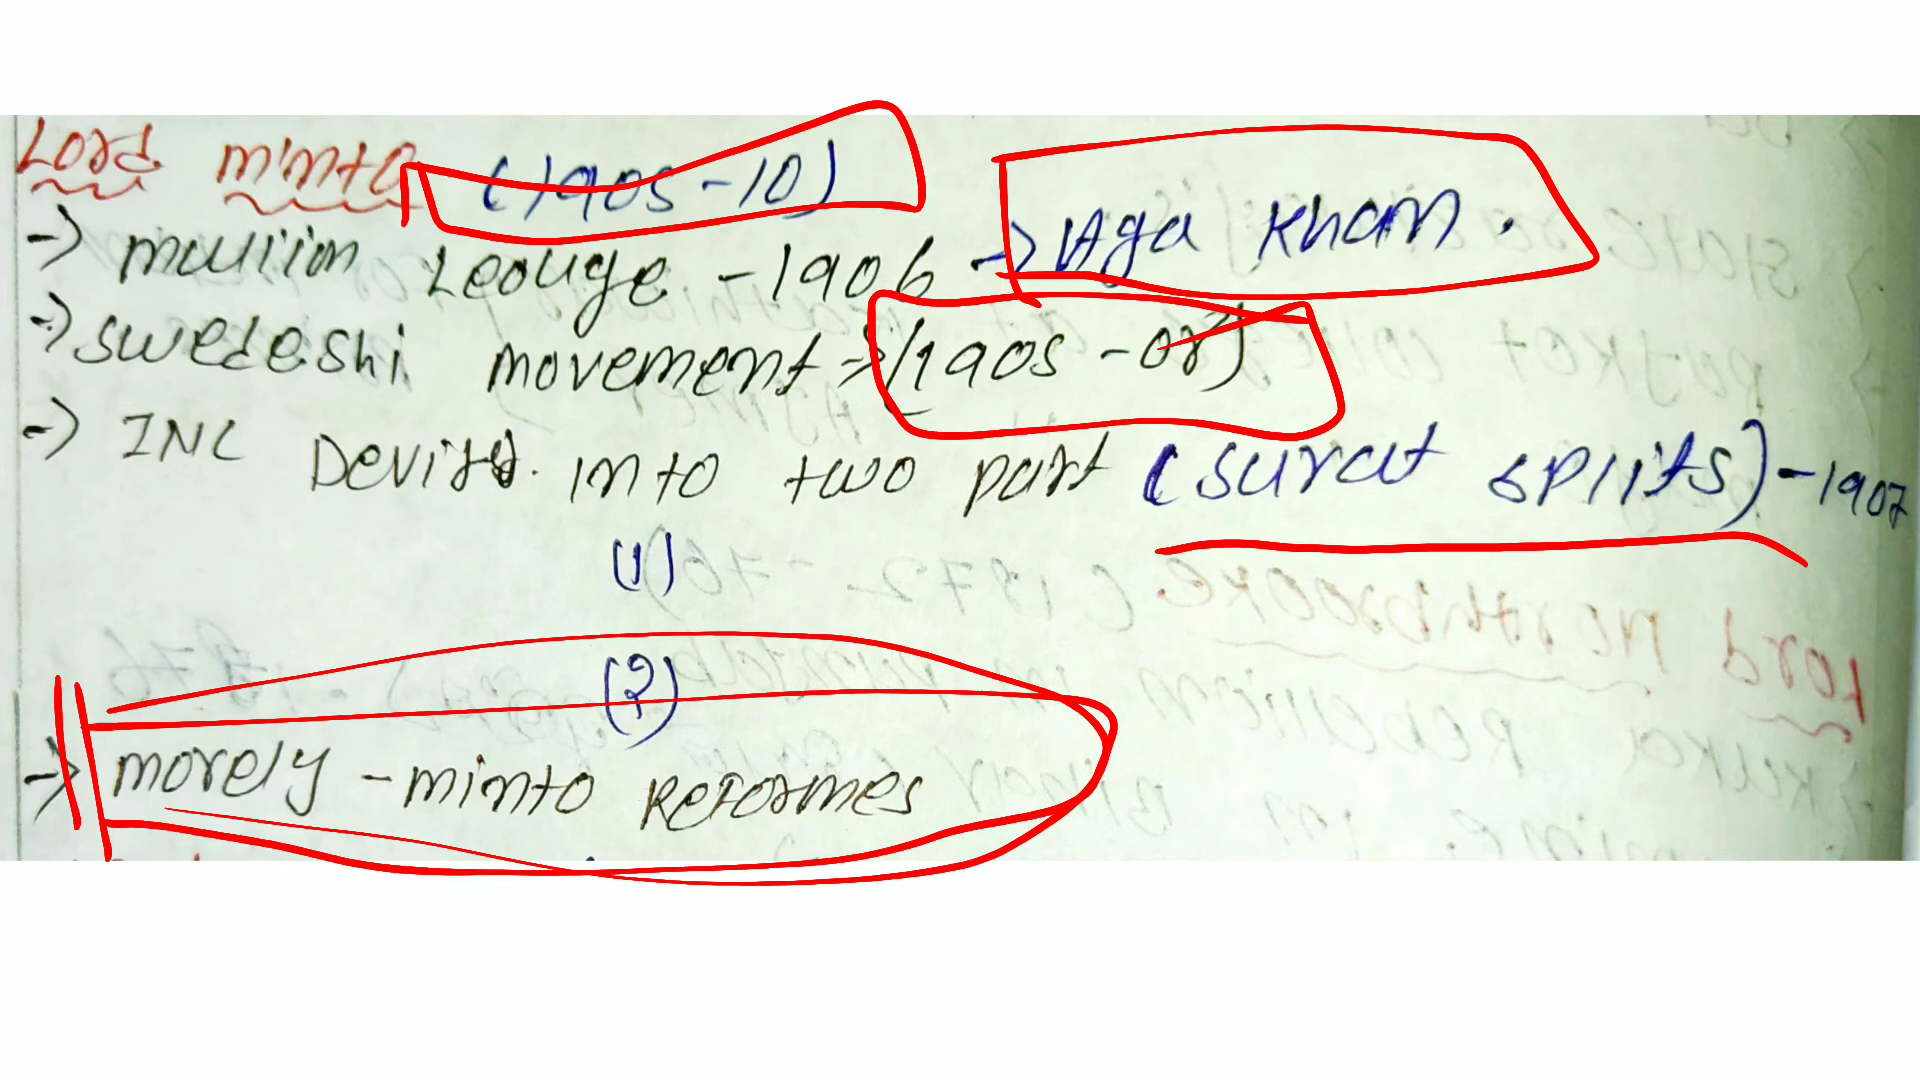 Lord minto (1905-10)
-> muslim Leouge - 1906 -> Aga Khan.
-> swedeshi movement -> (1905 - 08)
-> INC Devided. into two part (surat splits) - 1907
(1)
(2)
-> morely - minto Reformes